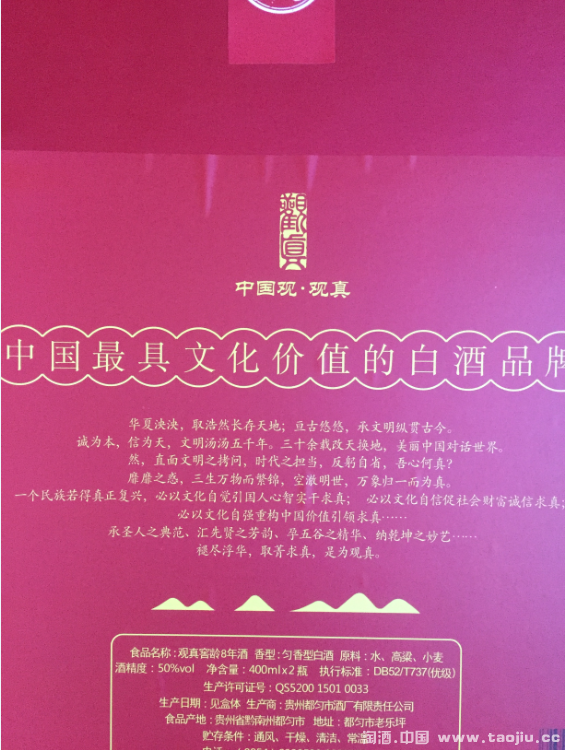 觀真
中国观·观真
中国最具文化价值的白酒品牌
华夏泱泱，取浩然长存天地；亘古悠悠，承文明纵贯古今。
诚为本、信为天，文明汤汤五千年。三十余载改天换地，美丽中国对话世界。
然，直面文明之拷问，时代之担当，反躬自省，吾心何真？
靡靡之惑，三生万物而繁锦，空澈明世，万象归一而为真。
一个民族若得真正复兴，必以文化自觉引国人心智实干求真； 必以文化自信促社会财富诚信求真；
必以文化自强重构中国价值引领求真……
承圣人之典范、汇先贤之芳韵、孕五谷之精华、纳乾坤之妙艺……
褪尽浮华，取菁求真，是为观真。
食品名称：观真窖龄8年酒 香型：匀香型白酒 原料：水、高粱、小麦
酒精度：50%vol 净含量：400mlx2瓶 执行标准：DB52/T737(优级)
生产许可证号：QS5200 1501 0033
生产日期：见盒体 生产商：贵州都匀市酒厂有限责任公司
食品产地：贵州省黔南州都匀市 地址：都匀市老乐坪
贮存条件：通风、干燥、清洁、常温
淘酒.中国 www.taojiu.cc